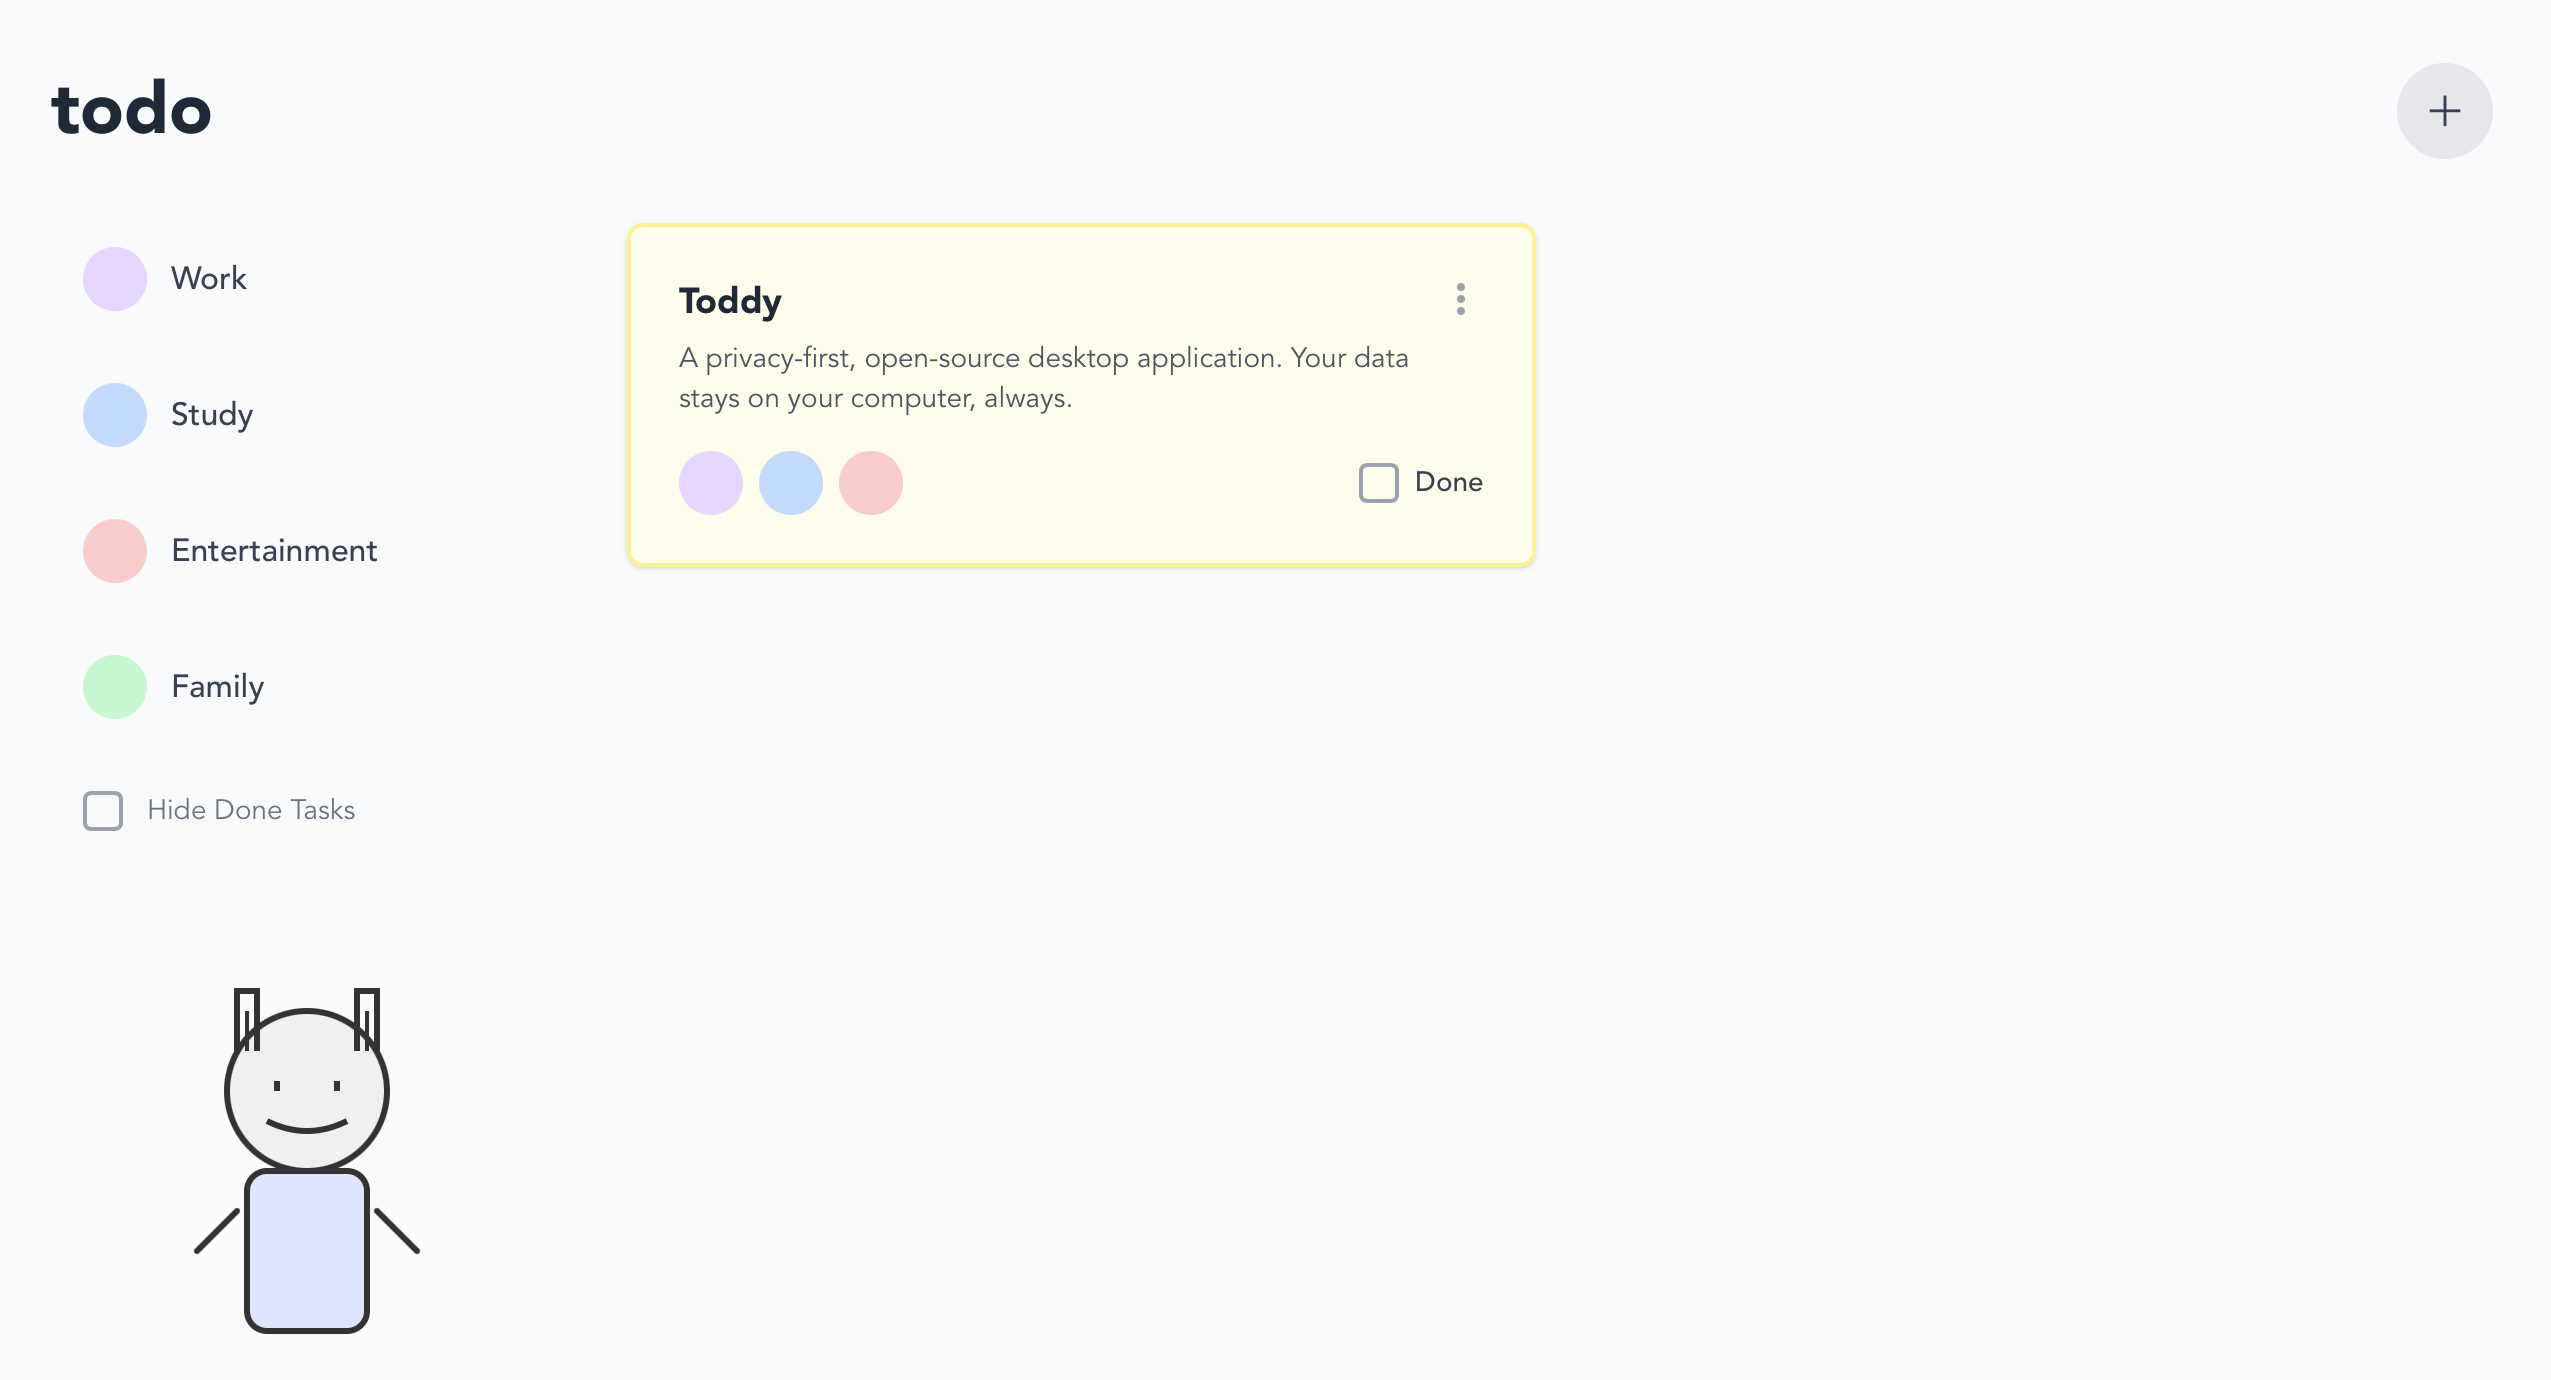 todo
Work
Study
Entertainment
Family
Hide Done Tasks
Toddy
A privacy-first, open-source desktop application. Your data
stays on your computer, always.
Done